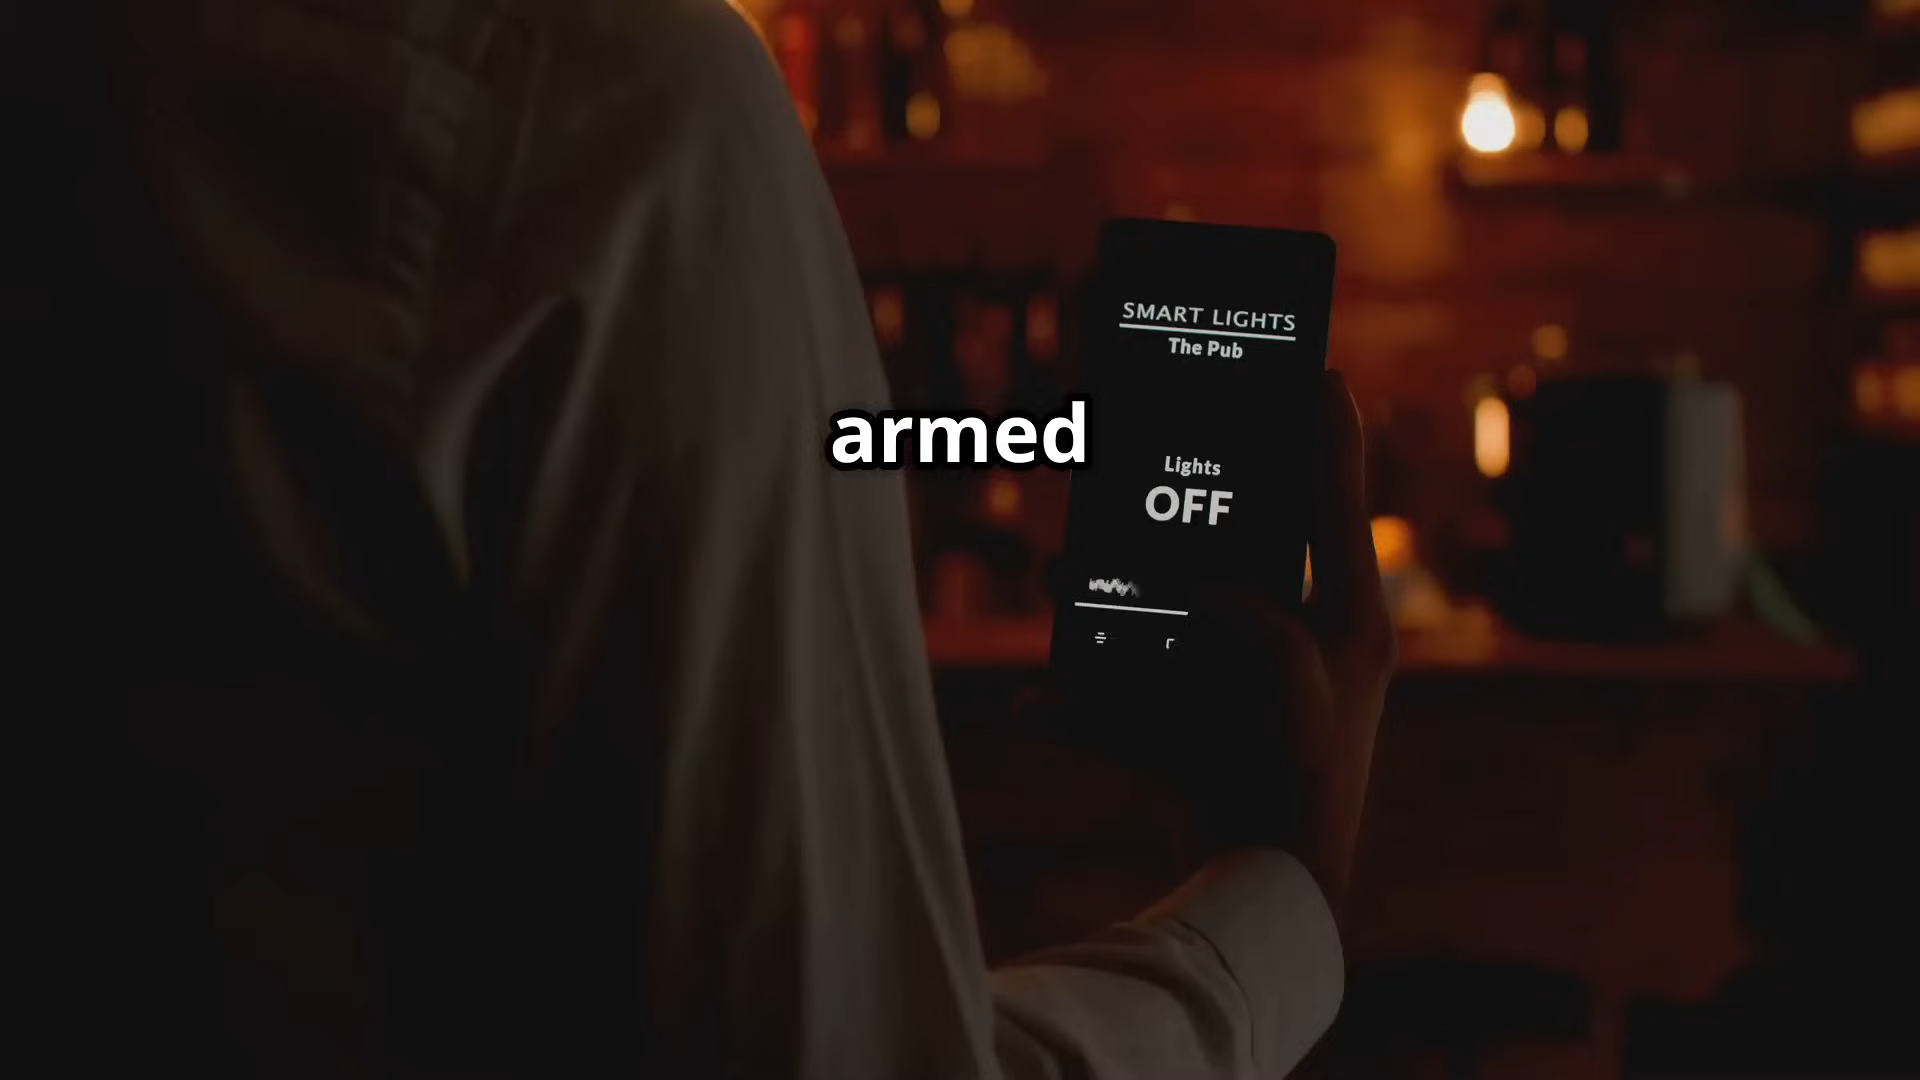 SMART LIGHTS
The Pub
armed
Lights
OFF